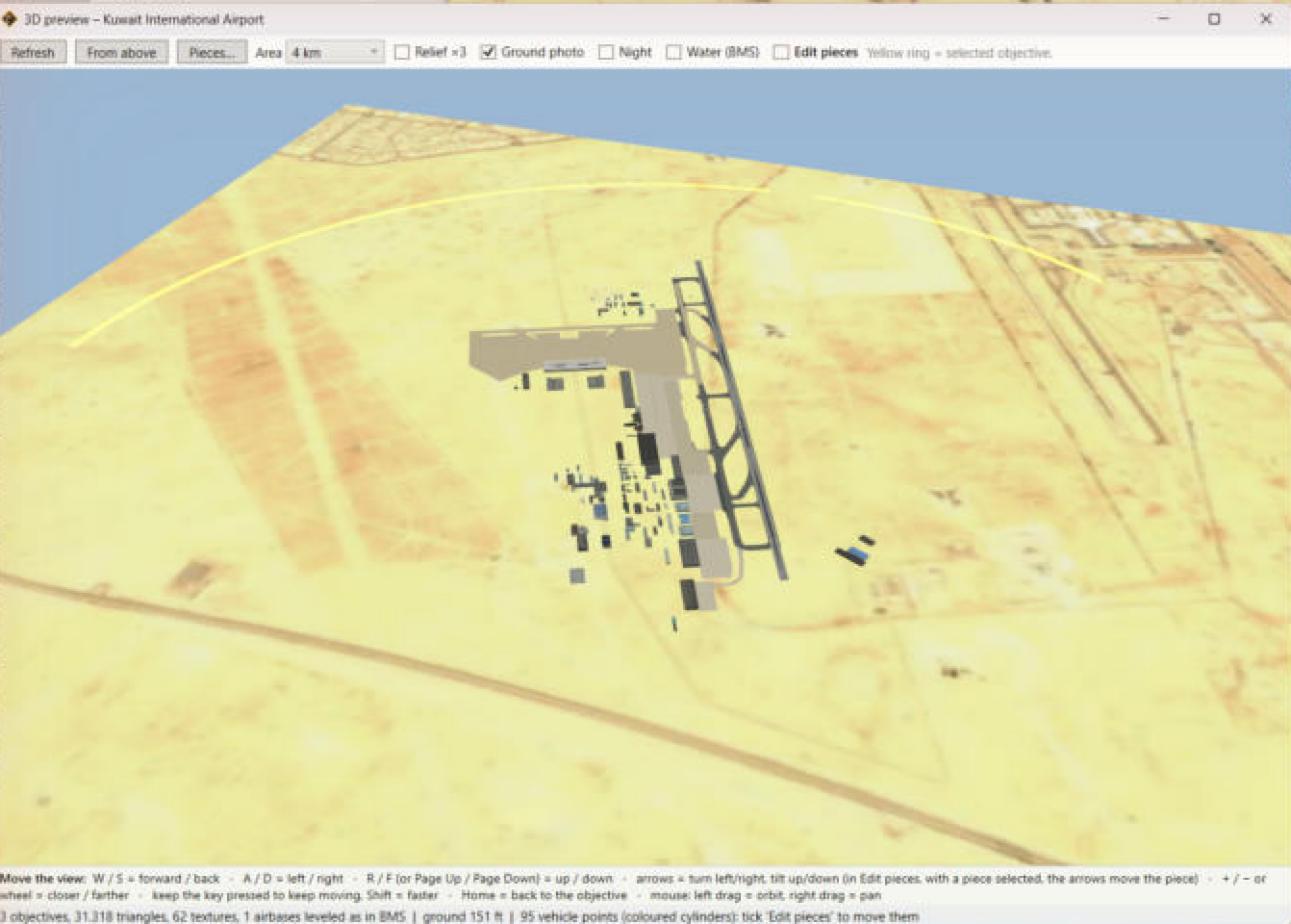 3D preview – Kuwait International Airport
Refresh From above Pieces... Area 4 km Relief ×3 Ground photo Night Water (BMS) Edit pieces Yellow ring = selected objective.
Move the view: W / S = forward / back - A / D = left / right - R / F (or Page Up / Page Down) = up / down - arrows = turn left/right, tilt up/down (in Edit pieces, with a piece selected, the arrows move the piece) - + / − or
wheel = closer / farther - keep the key pressed to keep moving, Shift = faster - Home = back to the objective - mouse: left drag = orbit, right drag = pan
3 objectives, 31.318 triangles, 62 textures, 1 airbases leveled as in BMS | ground 151 ft | 95 vehicle points (coloured cylinders): tick 'Edit pieces' to move them